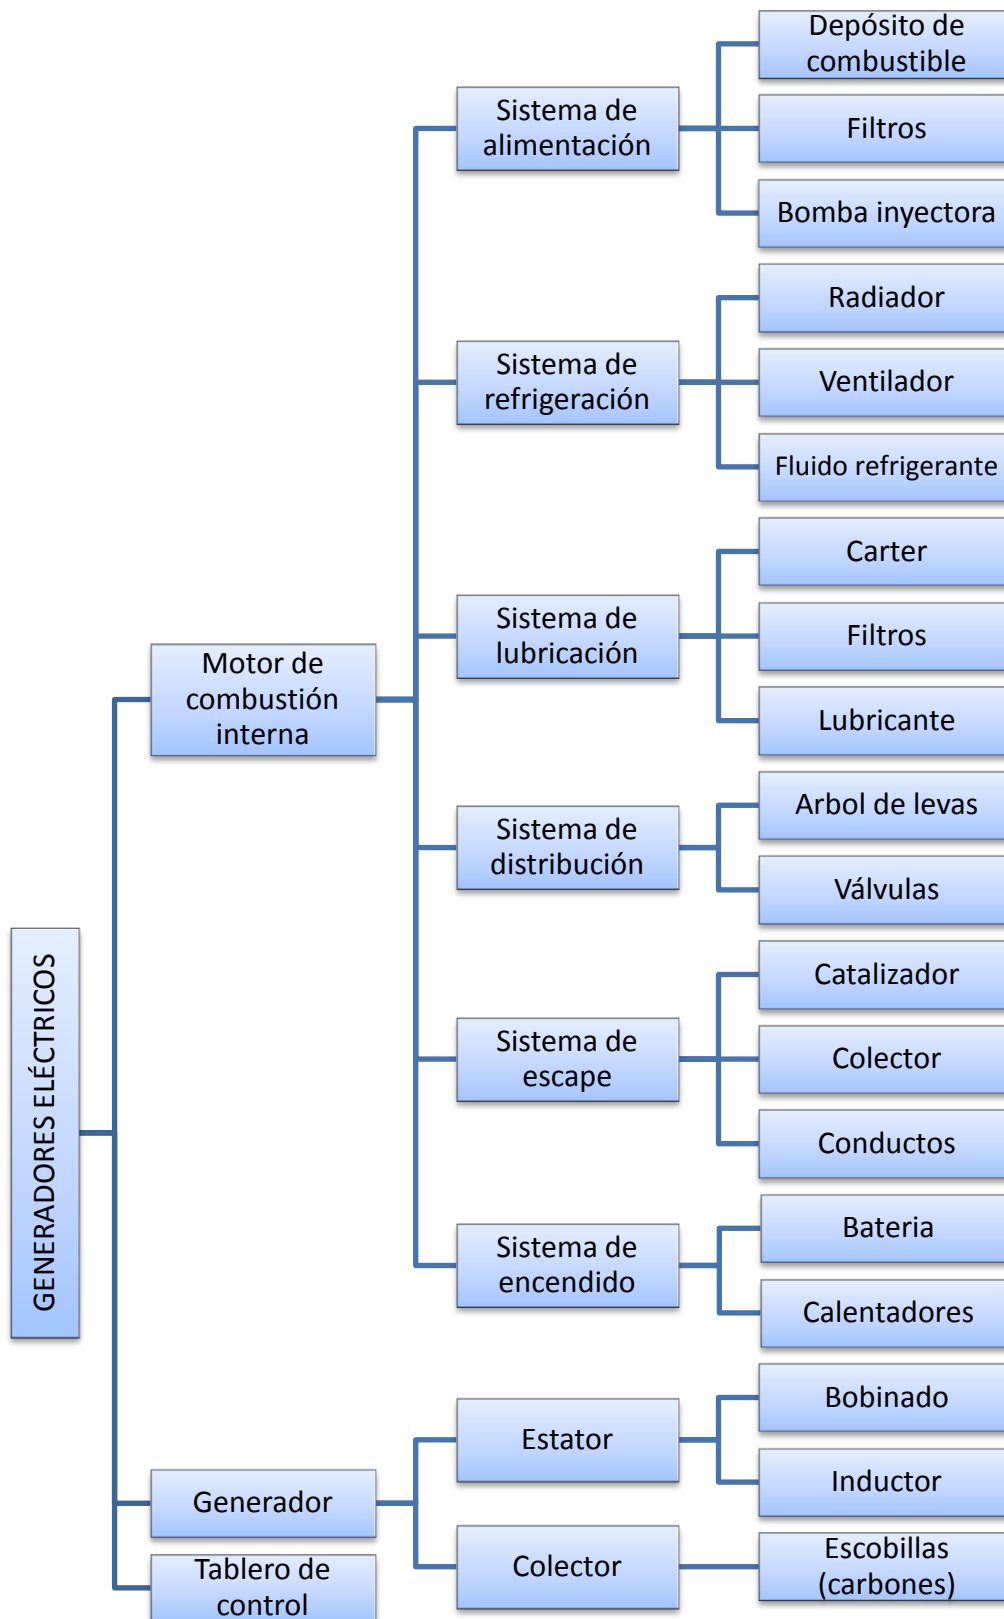 GENERADORES ELÉCTRICOS
Motor de
combustión
interna
Sistema de
alimentación
Depósito de
combustible
Filtros
Bomba inyectora
Sistema de
refrigeración
Radiador
Ventilador
Fluido refrigerante
Sistema de
lubricación
Carter
Filtros
Lubricante
Sistema de
distribución
Arbol de levas
Válvulas
Sistema de
escape
Catalizador
Colector
Conductos
Sistema de
encendido
Bateria
Calentadores
Generador
Estator
Bobinado
Inductor
Colector
Escobillas
(carbones)
Tablero de
control